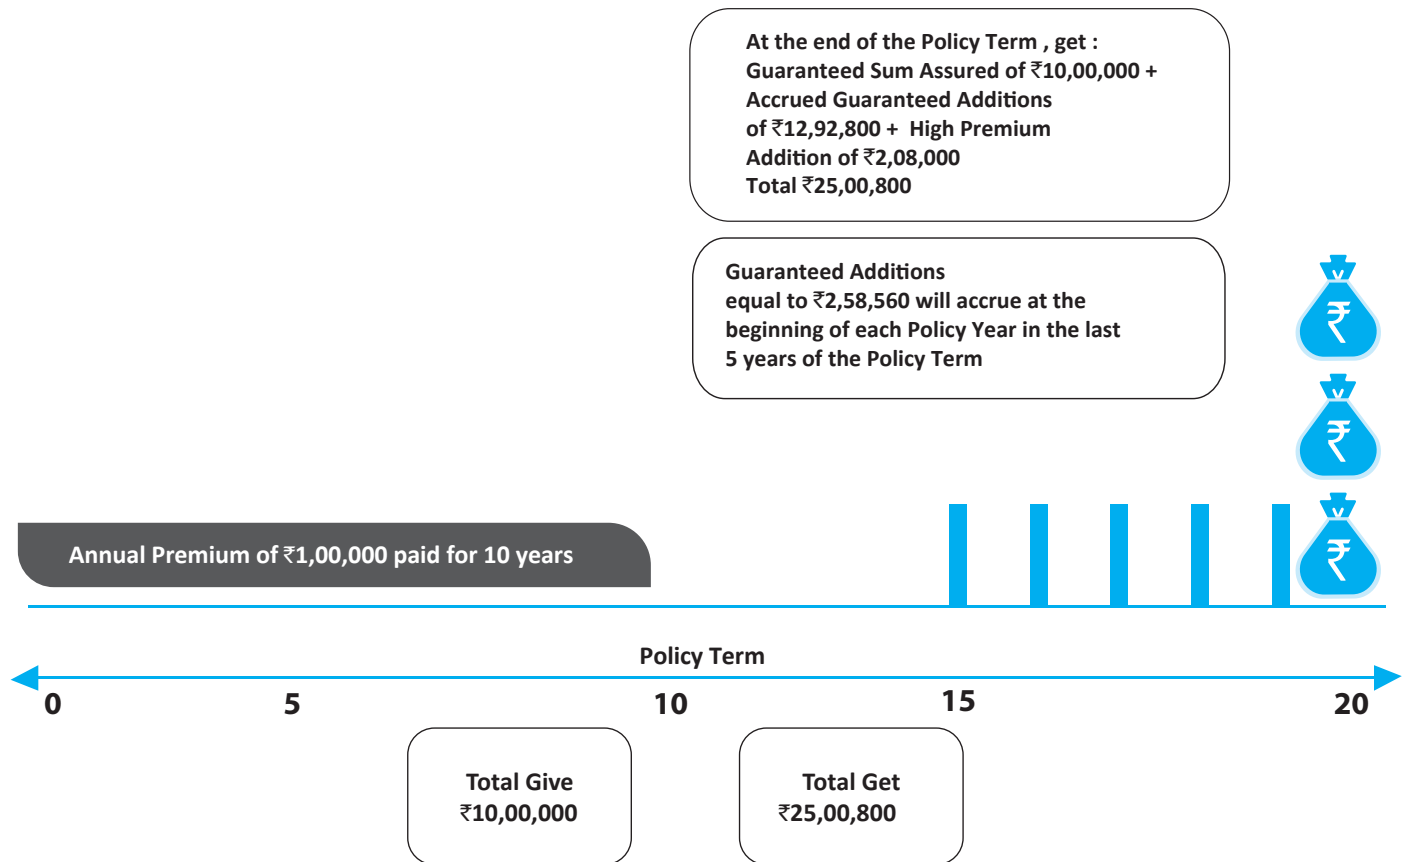 At the end of the Policy Term , get :
Guaranteed Sum Assured of ₹10,00,000 +
Accrued Guaranteed Additions
of ₹12,92,800 + High Premium
Addition of ₹2,08,000
Total ₹25,00,800
Guaranteed Additions
equal to ₹2,58,560 will accrue at the
beginning of each Policy Year in the last
5 years of the Policy Term
₹
₹
₹
Annual Premium of ₹1,00,000 paid for 10 years
Policy Term
0 5 10 15 20
Total Give
₹10,00,000
Total Get
₹25,00,800